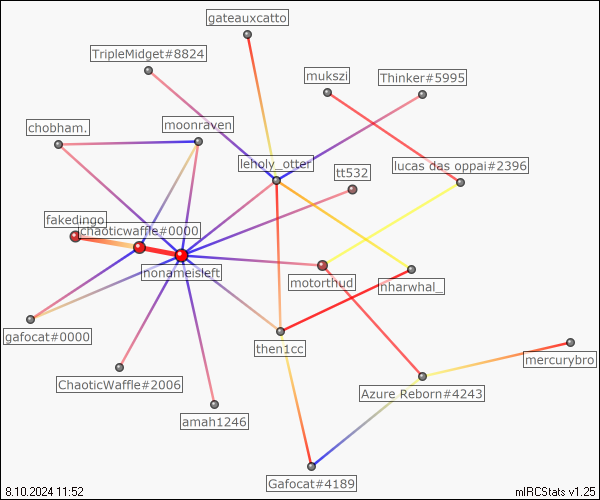 gateauxcatto
TripleMidget#8824
mukszi
Thinker#5995
chobham.
moonraven
leholy_otter
lucas das oppai#2396
tt532
fakedingo
chaoticwaffle#0000
nonameisleft
motorthud
nharwhal_
gafocat#0000
then1cc
mercurybro
ChaoticWaffle#2006
Azure Reborn#4243
amah1246
Gafocat#4189
8.10.2024 11:52
mIRCStats v1.25